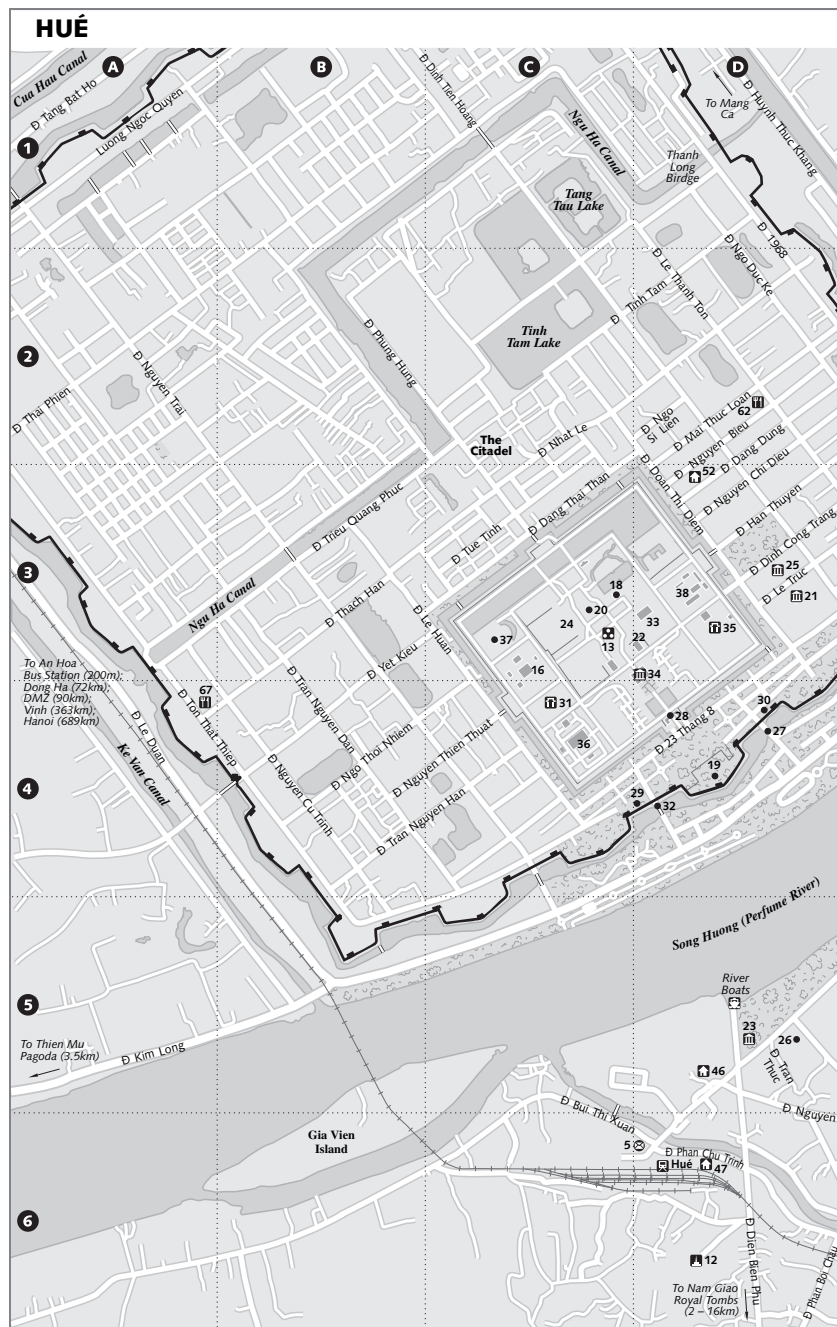 HUÉ
A
B
C
D
Cua Hau Canal
Đ Tang Bat Ho
Luong Ngoc Quyen
Đ Dinh Tien Hoang
Ngu Ha Canal
To Mang
Ca
Đ Huynh Thuc Khang
1
Tang
Tau Lake
Thanh
Long
Birdge
Đ 1968
Đ Ngo Duc Ke
Đ Le Thanh Ton
Đ Tinh Tam
Tinh
Tam Lake
Đ Phung Hung
2
Đ Nguyen Trai
Đ Thai Phien
The
Citadel
Đ Nhat Le
Đ Ngo
Si Lien
Đ Mai Thuc Loan
62
Đ Nguyen Bieu
Đ Dang Dung
52
Đ Nguyen Chi Dieu
Đ Doan Thi Diem
Đ Han Thuyen
Đ Dang Thai Than
Đ Trieu Quang Phuc
Đ Tue Tinh
Đ Dinh Cong Trang
25
Đ Le Truc
21
3
Ngu Ha Canal
Đ Thach Han
Đ Le Huan
Đ Yet Kieu
18
20
38
24
33
13
22
35
37
16
34
31
28
36
30
27
Đ 23 Thang 8
19
29
32
To An Hoa
Bus Station (200m);
Dong Ha (72km);
DMZ (90km);
Vinh (363km);
Hanoi (689km)
67
Đ Ton That Thiep
Đ Le Duan
Ke Van Canal
Đ Tran Nguyen Dan
Đ Ngo Thoi Nhiem
Đ Nguyen Thien Thuat
Đ Nguyen Cu Trinh
Đ Tran Nguyen Han
4
Song Huong (Perfume River)
River
Boats
23
26
Đ Tran
Thuc
46
5
To Thien Mu
Pagoda (3.5km)
Đ Kim Long
Đ Nguyen
Đ Bui Thi Xuan
Gia Vien
Island
5
Đ Phan Chu Trinh
Hué
47
6
12
Đ Dien Bien Phu
Đ Phan Boi Chau
To Nam Giao
Royal Tombs
(2 – 16km)